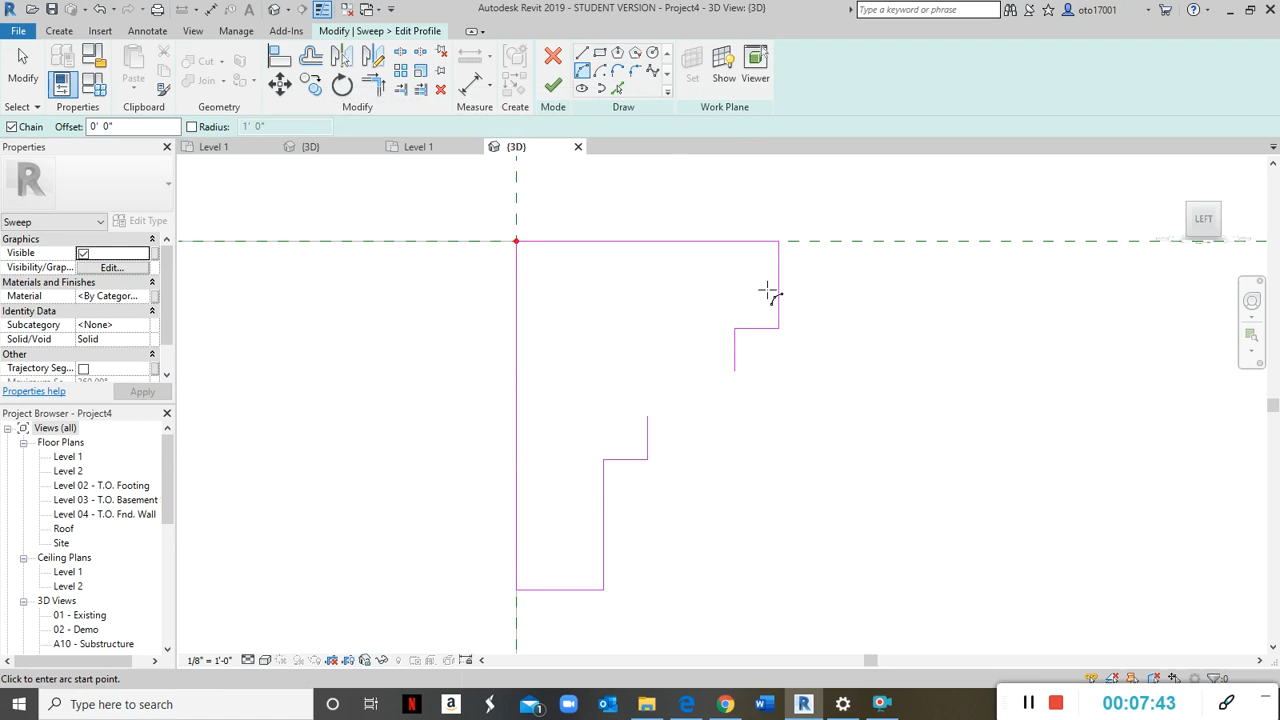 Autodesk Revit 2019 - STUDENT VERSION - Project4 - 3D View: {3D}
Type a keyword or phrase
oto17001
File Create Insert Annotate View Manage Add-Ins Modify | Sweep > Edit Profile
Modify
Cut
Join
Paste
Set Show Viewer
Select Properties Clipboard Geometry Modify Measure Create Mode Draw Work Plane
Chain Offset: 0' 0" Radius: 1' 0"
Properties
Level 1
{3D}
Level 1
{3D}
R
LEFT
Sweep
Edit Type
Graphics
Visible
Visibility/Grap... Edit...
Materials and Finishes
Material <By Categor...
Identity Data
Subcategory <None>
Solid/Void Solid
Other
Trajectory Seg...
Properties help
Apply
Project Browser - Project4
Views (all)
Floor Plans
Level 1
Level 2
Level 02 - T.O. Footing
Level 03 - T.O. Basement
Level 04 - T.O. Fnd. Wall
Roof
Site
Ceiling Plans
Level 1
Level 2
3D Views
01 - Existing
02 - Demo
A10 - Substructure
1/8" = 1'-0"
Click to enter arc start point.
:0
Type here to search
00:07:43